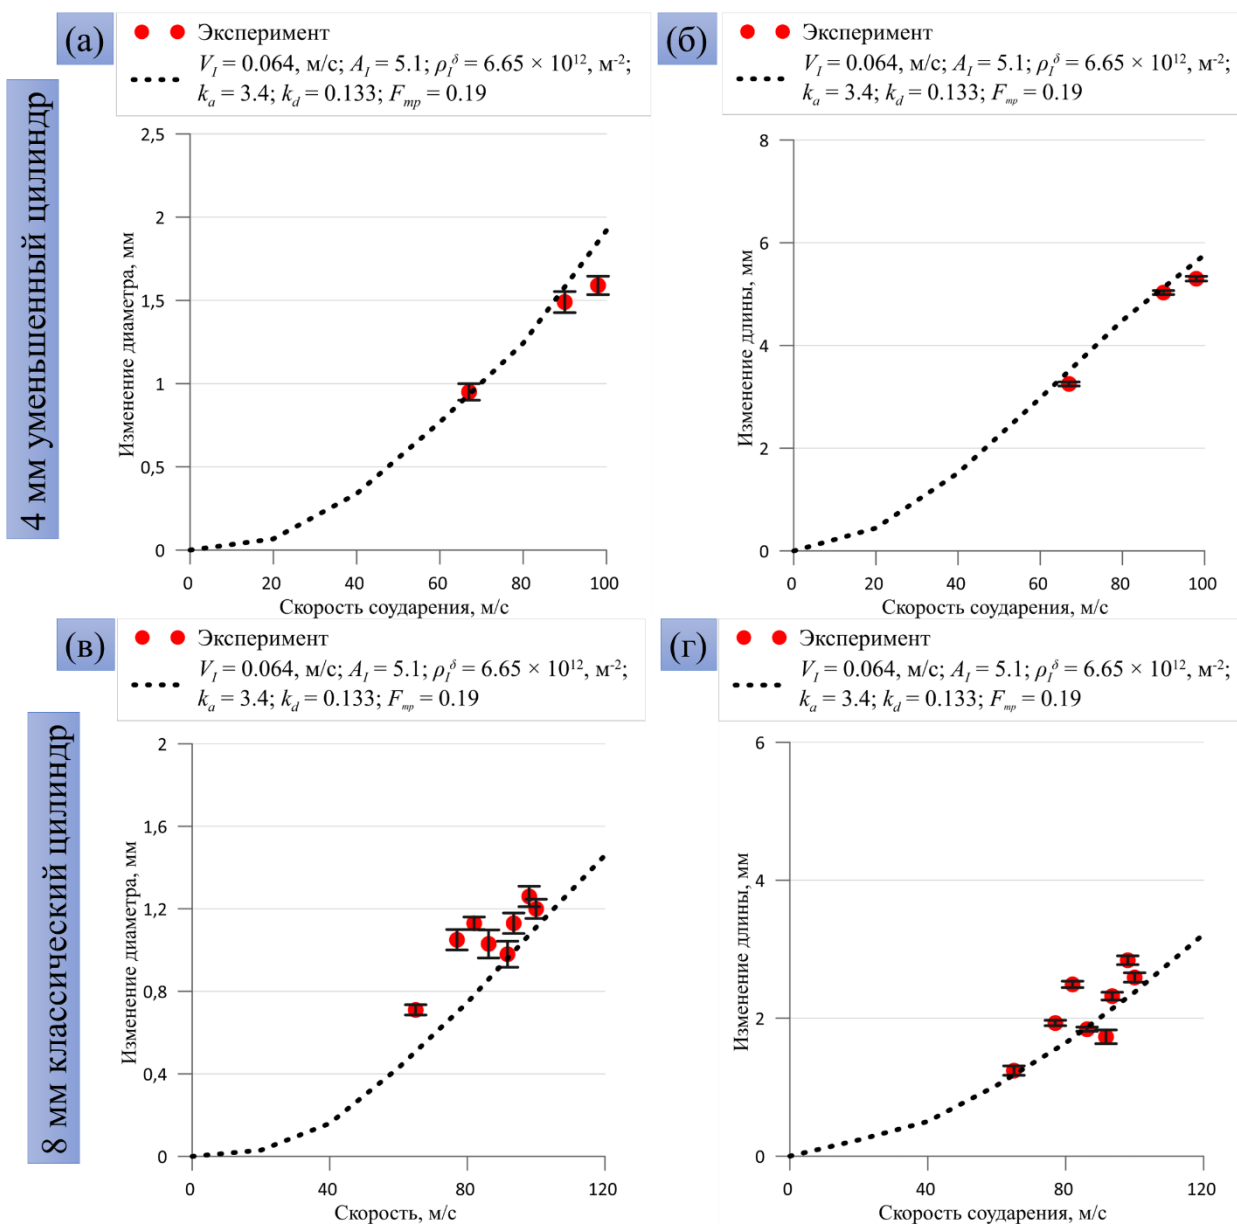 4 мм уменьшенный цилиндр
(а)
Эксперимент
V_I = 0.064, м/с; A_I = 5.1; ρ_I^δ = 6.65 × 10¹², м⁻²;
k_a = 3.4; k_d = 0.133; F_тр = 0.19
2,5
2
1,5
1
0,5
0
Изменение диаметра, мм
0 20 40 60 80 100
Скорость соударения, м/с
(б)
Эксперимент
V_I = 0.064, м/с; A_I = 5.1; ρ_I^δ = 6.65 × 10¹², м⁻²;
k_a = 3.4; k_d = 0.133; F_тр = 0.19
8
6
4
2
0
Изменение длины, мм
0 20 40 60 80 100
Скорость соударения, м/с
8 мм классический цилиндр
(в)
Эксперимент
V_I = 0.064, м/с; A_I = 5.1; ρ_I^δ = 6.65 × 10¹², м⁻²;
k_a = 3.4; k_d = 0.133; F_тр = 0.19
2
1,6
1,2
0,8
0,4
0
Изменение диаметра, мм
0 40 80 120
Скорость, м/с
(г)
Эксперимент
V_I = 0.064, м/с; A_I = 5.1; ρ_I^δ = 6.65 × 10¹², м⁻²;
k_a = 3.4; k_d = 0.133; F_тр = 0.19
6
4
2
0
Изменение длины, мм
0 40 80 120
Скорость соударения, м/с